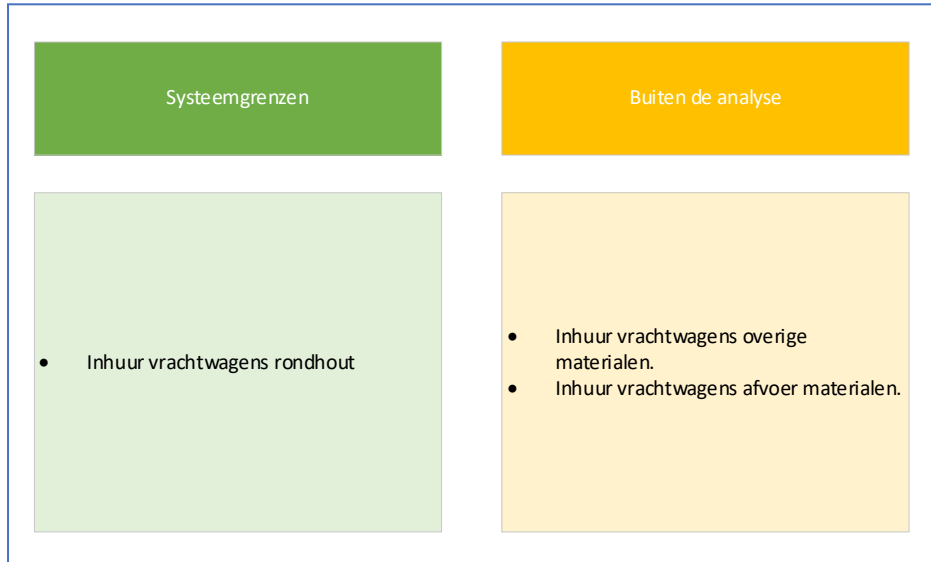 Systeemgrenzen
Buiten de analyse
• Inhuur vrachtwagens rondhout
• Inhuur vrachtwagens overige
materialen.
• Inhuur vrachtwagens afvoer materialen.